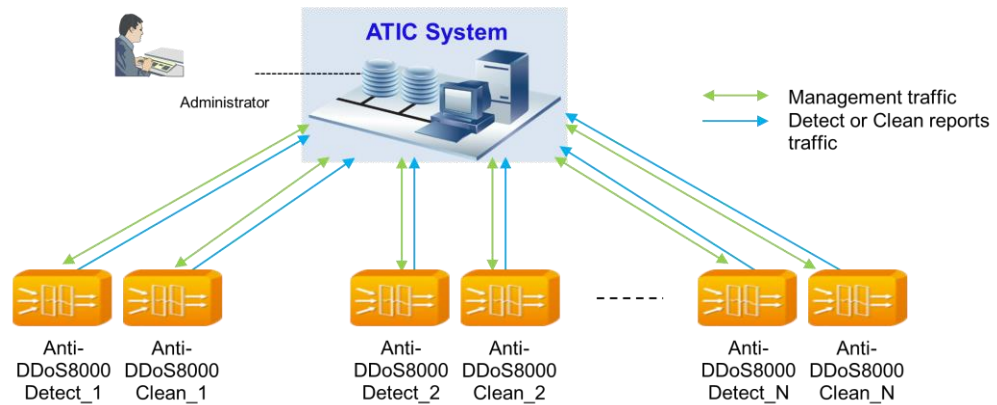 ATIC System
Administrator
Management traffic
Detect or Clean reports
traffic
Anti-
DDoS8000
Detect_1
Anti-
DDoS8000
Clean_1
Anti-
DDoS8000
Detect_2
Anti-
DDoS8000
Clean_2
Anti-
DDoS8000
Detect_N
Anti-
DDoS8000
Clean_N